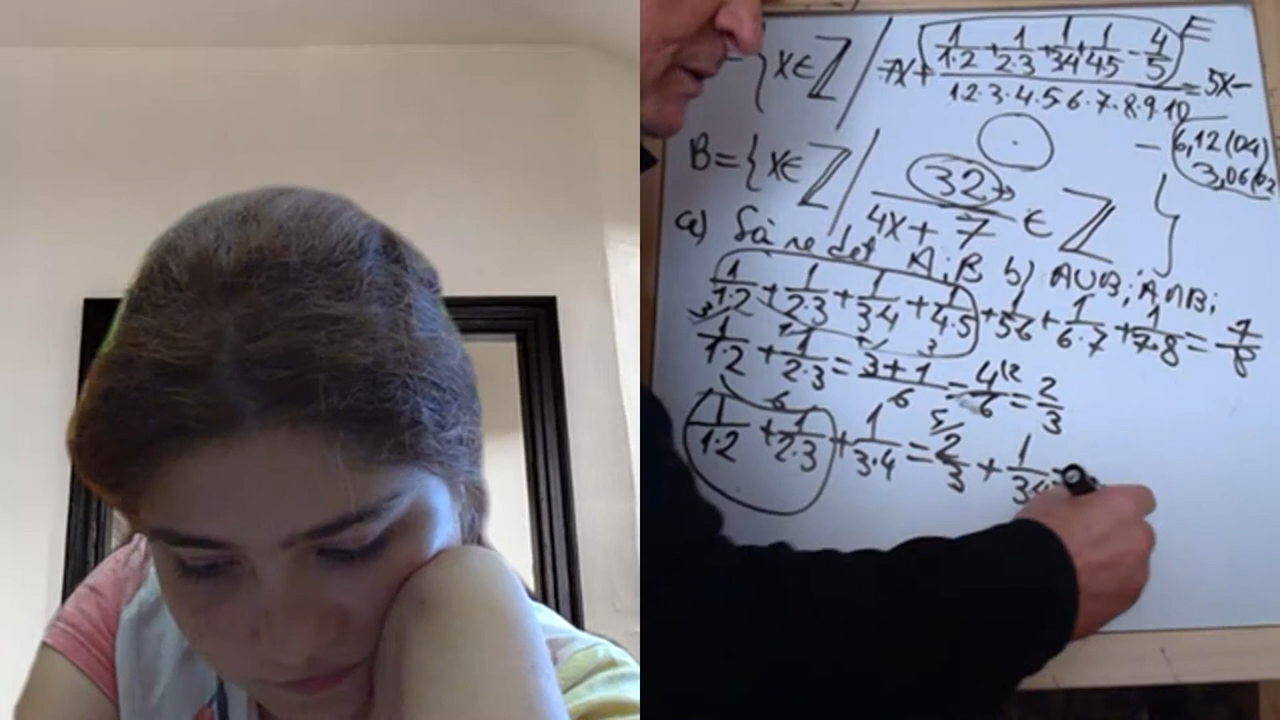 {x∈ℤ / 7x + (1/1·2 + 1/2·3 + 1/3·4 + 1/4·5 - 4/5) / 1·2·3·4·5·6·7·8·9·10 = 5x-
- 6,12(04) / 3,06(02
B={x∈ℤ / 32 / 4x+7 ∈ ℤ }
a) Să se det A;B b) A∪B; A∩B;
1/1·2 + 1/2·3 + 1/3·4 + 1/4·5 + 1/5·6 + 1/6·7 + 1/7·8 = 7/8
1/1·2 + 1/2·3 = 3+1/6 = 4/6 = 2/3
1/1·2 + 1/2·3 + 1/3·4 = 2/3 + 1/3·4